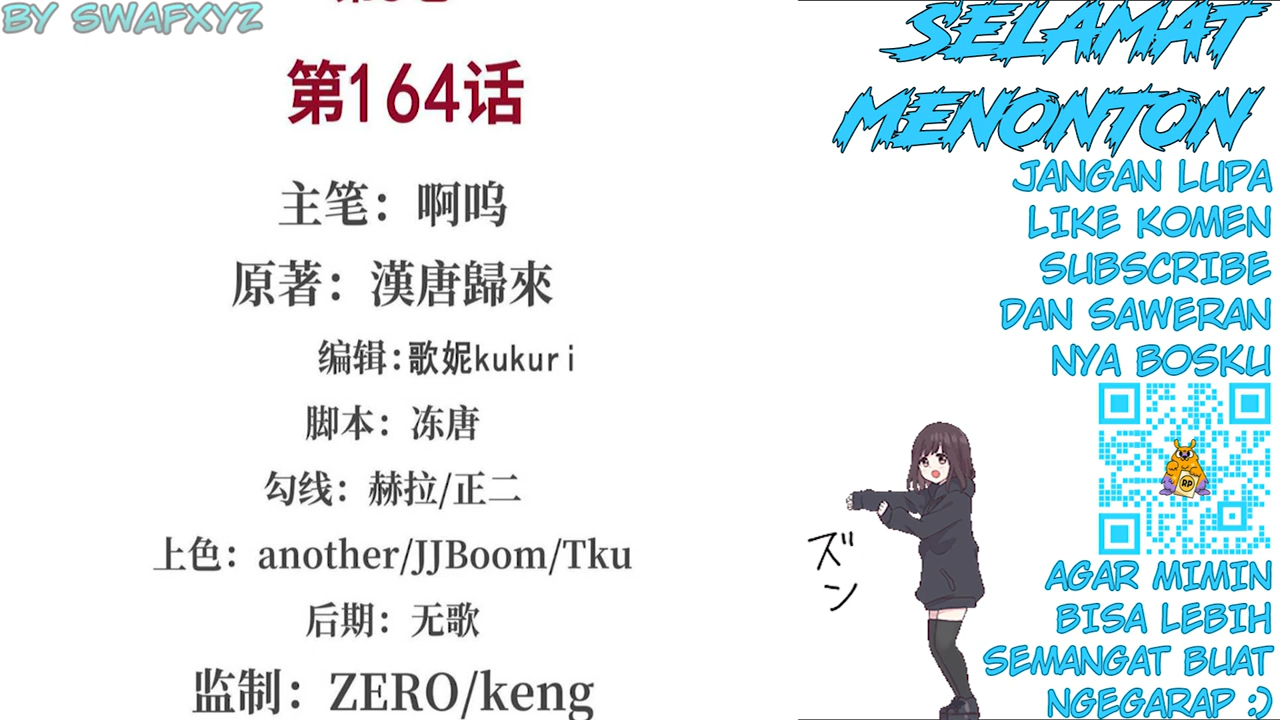 BY SWAFXYZ
第164话
主笔：啊呜
原著：漢唐歸來
编辑:歌妮kukuri
脚本：冻唐
勾线：赫拉/正二
上色：another/JJBoom/Tku
后期：无歌
监制：ZERO/keng
SELAMAT
MENONTON
JANGAN LUPA
LIKE KOMEN
SUBSCRIBE
DAN SAWERAN
NYA BOSKU
RP
ズ
ン
AGAR MIMIN
BISA LEBIH
SEMANGAT BUAT
NGEGARAP :)